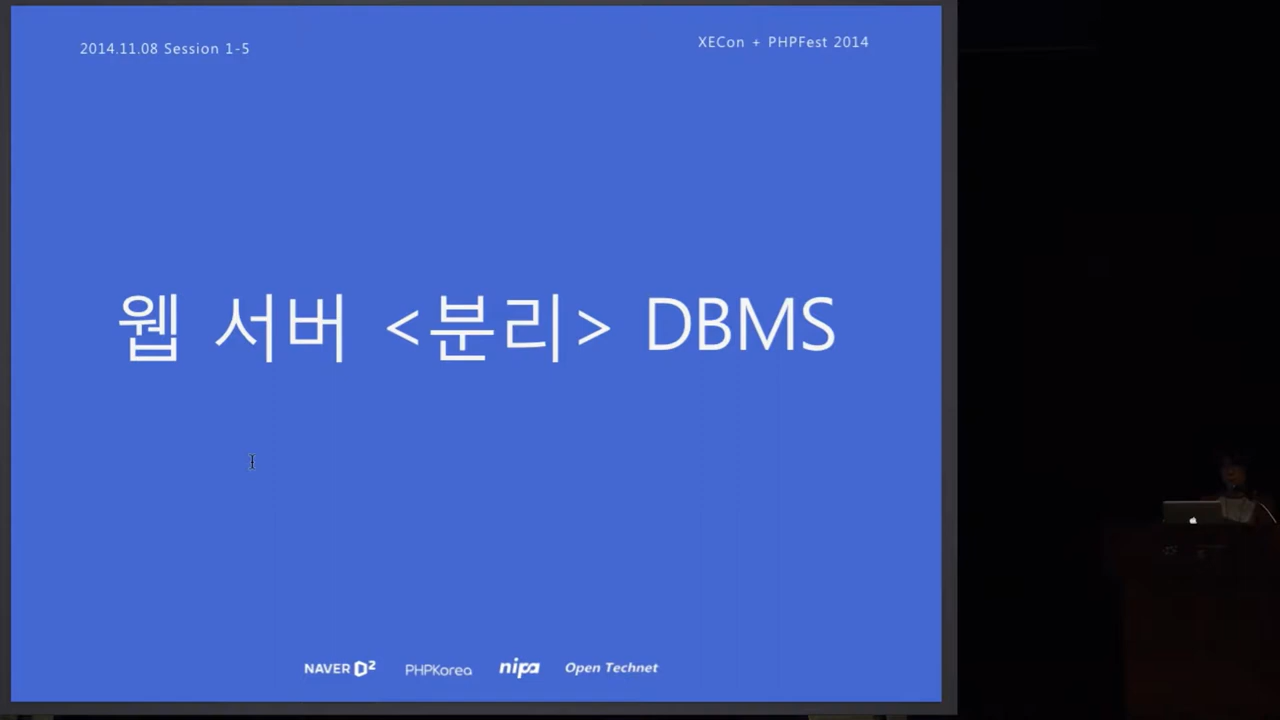 2014.11.08 Session 1-5
XECon + PHPFest 2014
웹 서버 <분리> DBMS
NAVER D2 PHPKorea nipa Open Technet